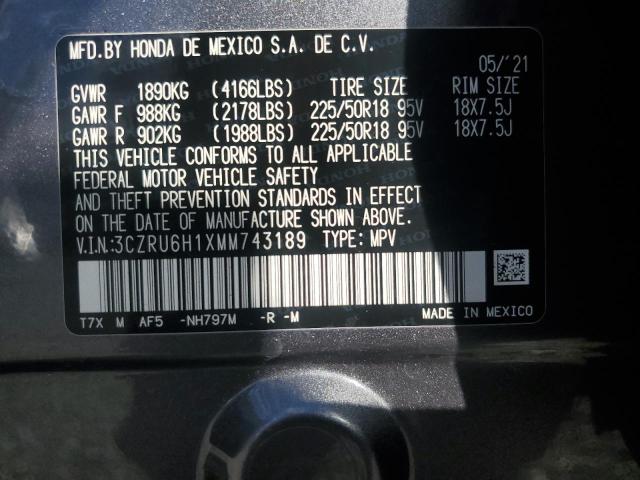 MFD.BY HONDA DE MEXICO S.A. DE C.V.
05/'21
GVWR 1890KG (4166LBS) TIRE SIZE RIM SIZE
GAWR F 988KG (2178LBS) 225/50R18 95V 18X7.5J
GAWR R 902KG (1988LBS) 225/50R18 95V 18X7.5J
THIS VEHICLE CONFORMS TO ALL APPLICABLE
FEDERAL MOTOR VEHICLE SAFETY
AND THEFT PREVENTION STANDARDS IN EFFECT
ON THE DATE OF MANUFACTURE SHOWN ABOVE.
V.I.N.:3CZRU6H1XMM743189 TYPE: MPV
T7X M AF5 -NH797M -R -M
MADE IN MEXICO